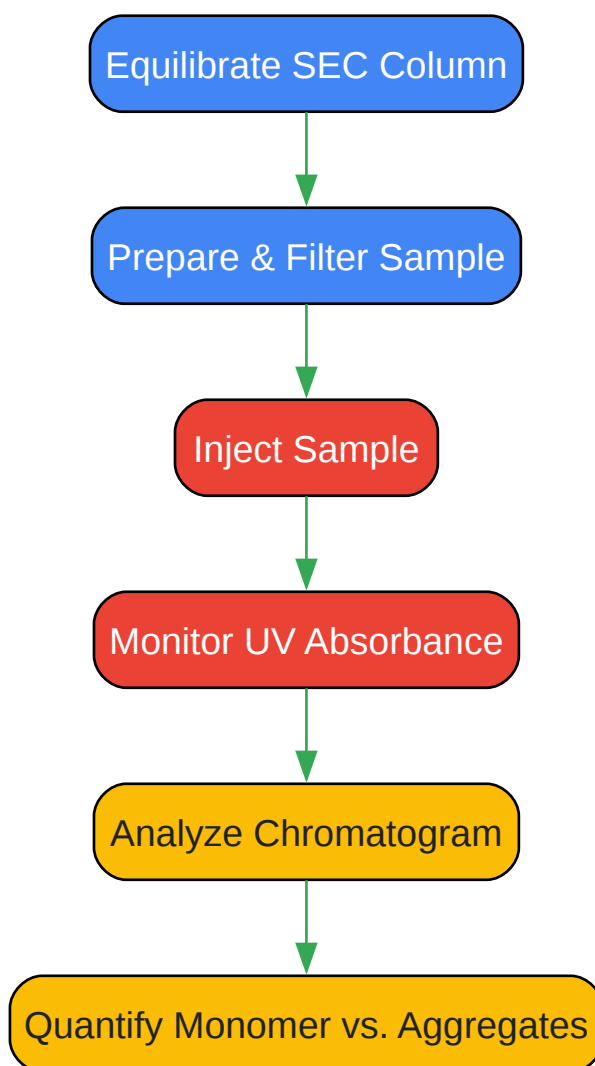 Equilibrate SEC Column
Prepare & Filter Sample
Inject Sample
Monitor UV Absorbance
Analyze Chromatogram
Quantify Monomer vs. Aggregates